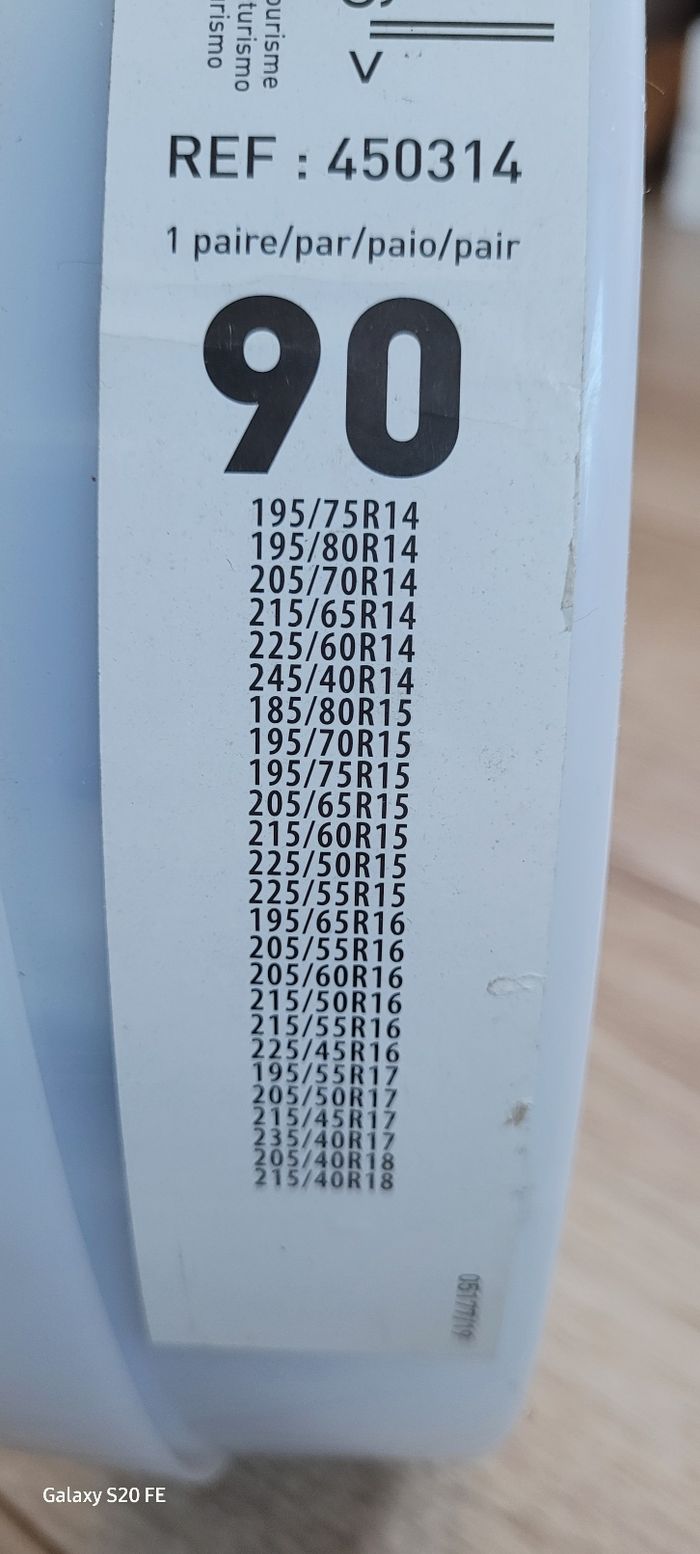 ourisme
turismo
urismo
V
REF : 450314
1 paire/par/paio/pair
90
195/75R14
195/80R14
205/70R14
215/65R14
225/60R14
245/40R14
185/80R15
195/70R15
195/75R15
205/65R15
215/60R15
225/50R15
225/55R15
195/65R16
205/55R16
205/60R16
215/50R16
215/55R16
225/45R16
195/55R17
205/50R17
215/45R17
235/40R17
205/40R18
215/40R18
05177/19
Galaxy S20 FE